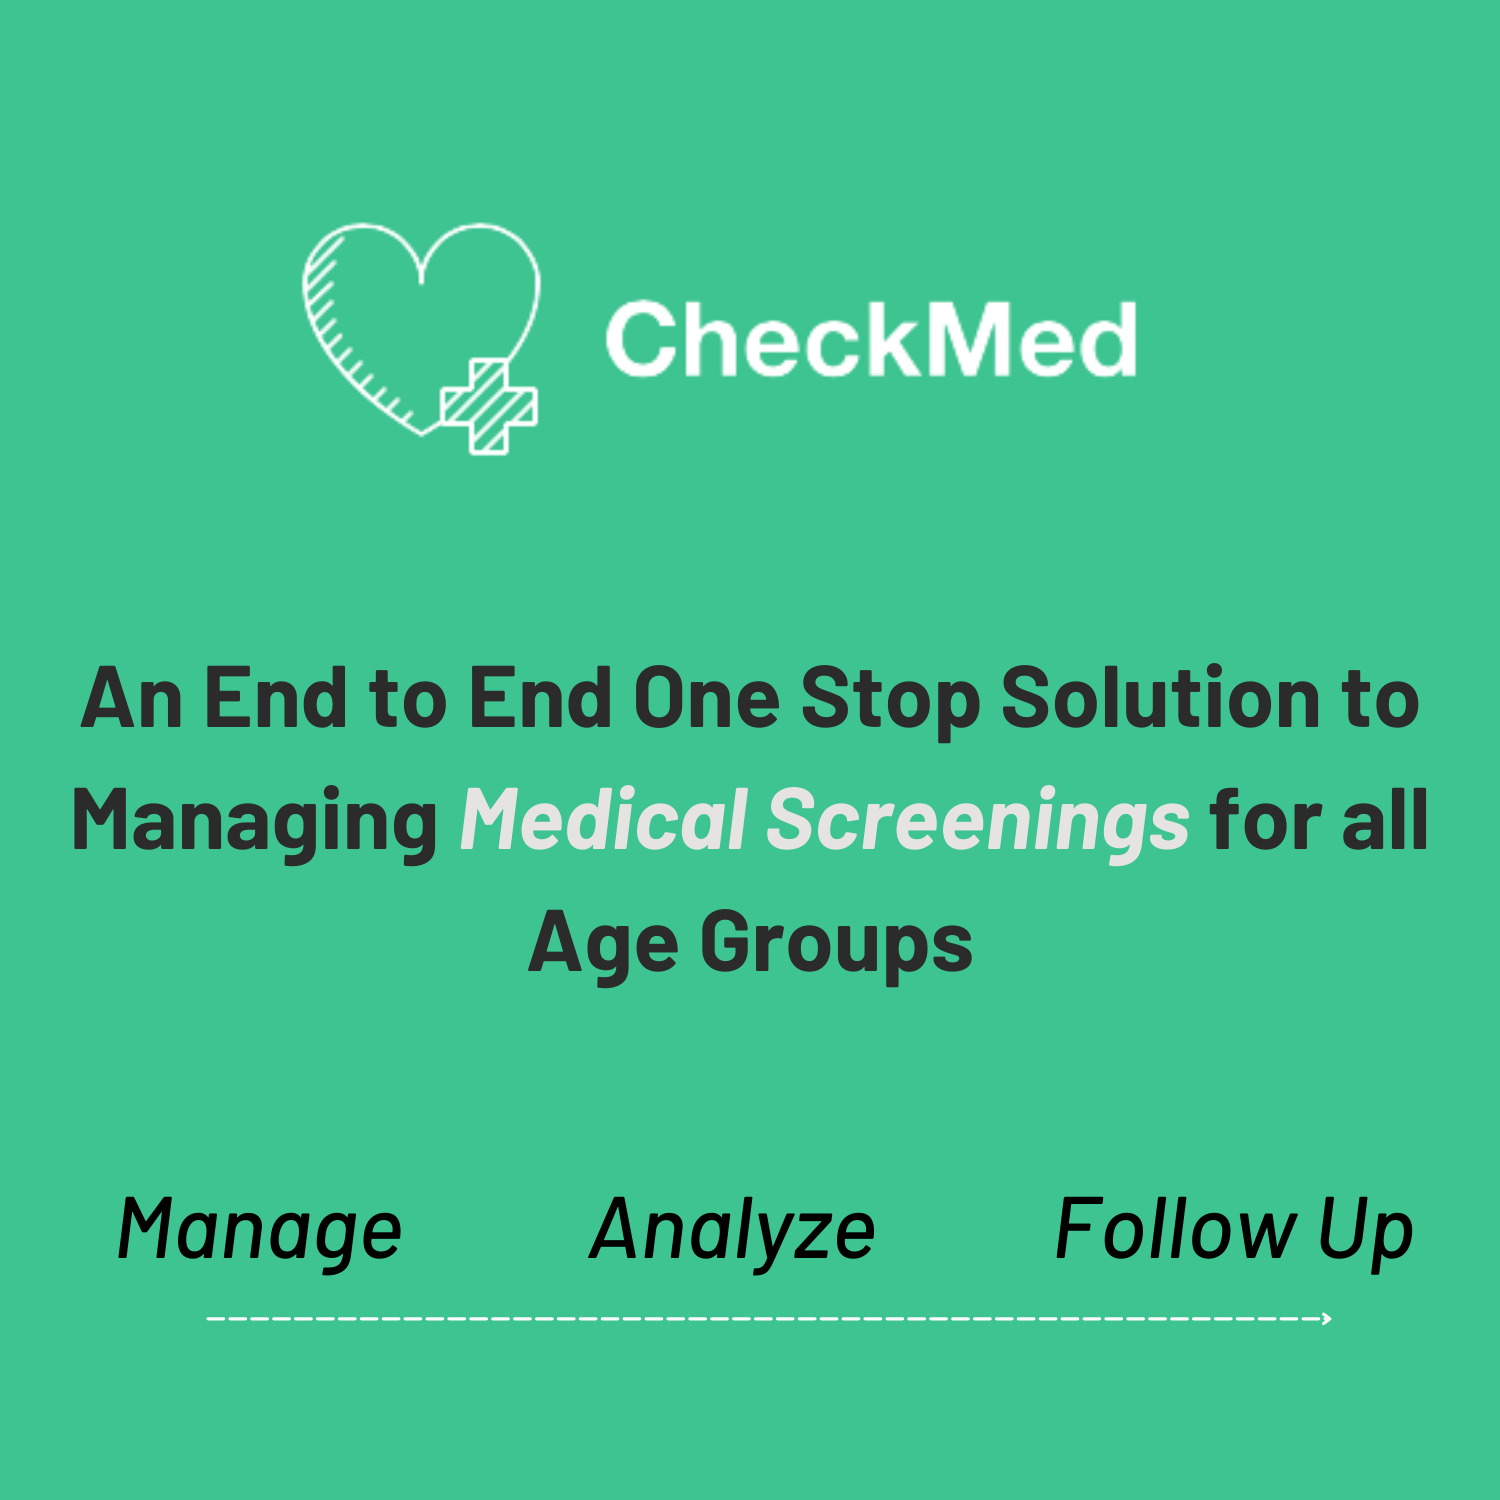 CheckMed
An End to End One Stop Solution to
Managing Medical Screenings for all
Age Groups
Manage Analyze Follow Up